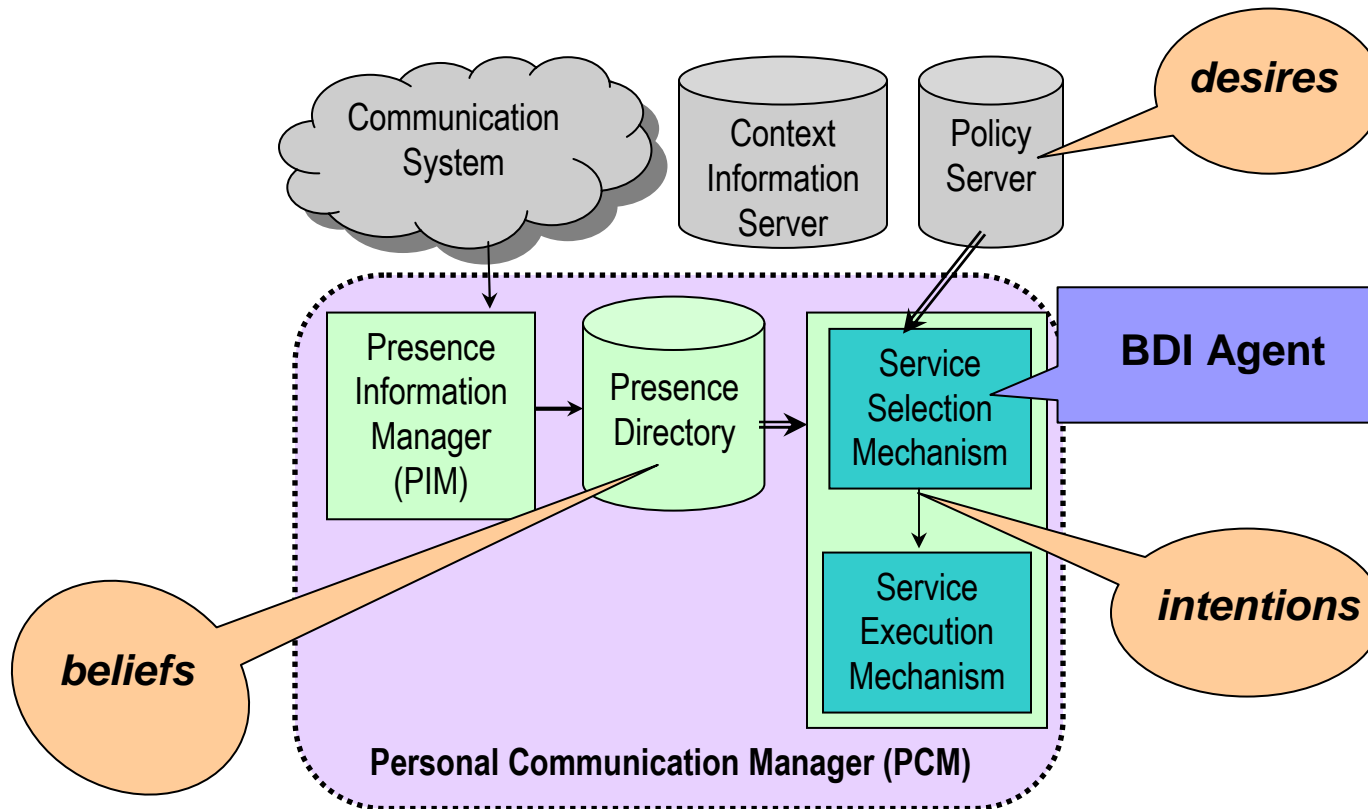 desires
Communication
System
Context
Information
Server
Policy
Server
Presence
Information
Manager
(PIM)
Presence
Directory
Service
Selection
Mechanism
BDI Agent
Service
Execution
Mechanism
intentions
beliefs
Personal Communication Manager (PCM)